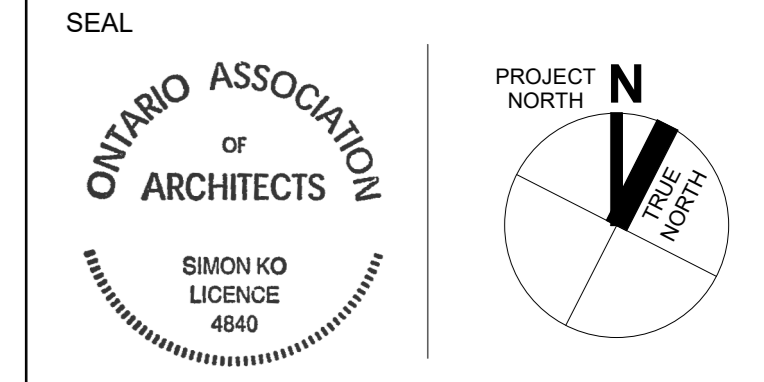 SEAL
ONTARIO ASSOCIATION
OF
ARCHITECTS
SIMON KO
LICENCE
4840
PROJECT
NORTH
N
TRUE
NORTH